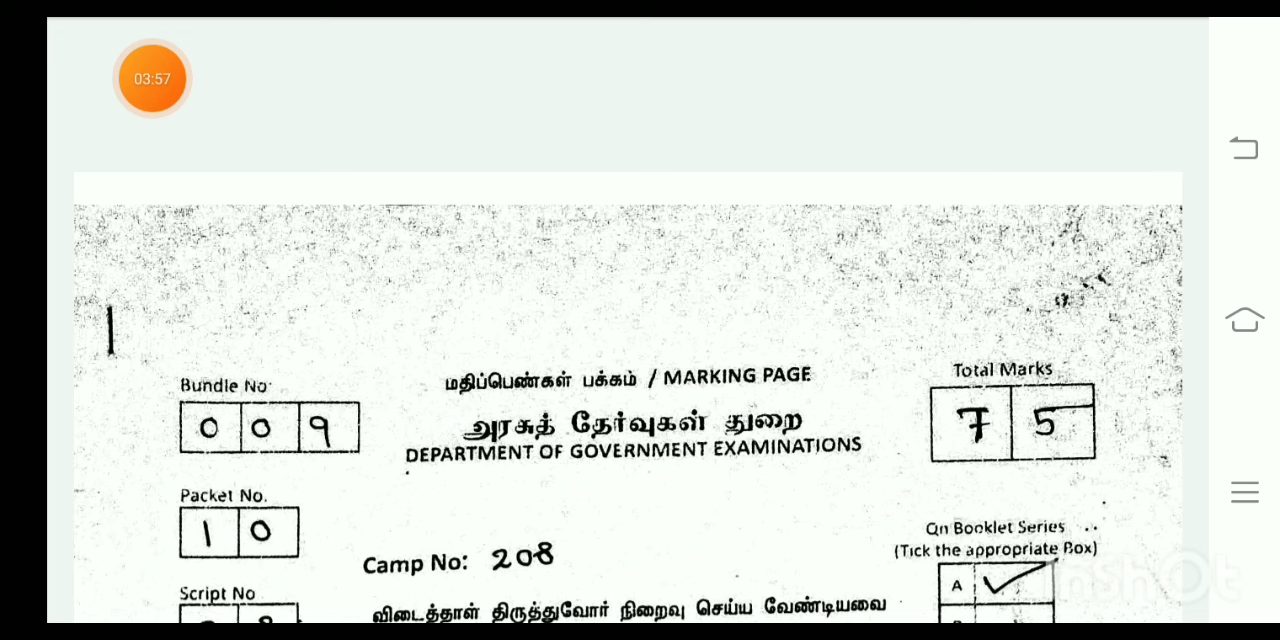 03:57
Bundle No
0 0 9
மதிப்பெண்கள் பக்கம் / MARKING PAGE
அரசுத் தேர்வுகள் துறை
DEPARTMENT OF GOVERNMENT EXAMINATIONS
Total Marks
7 5
Packet No.
1 0
Camp No: 208
Qn Booklet Series
(Tick the appropriate Box)
A
Script No
விடைத்தாள் திருத்துவோர் நிறைவு செய்ய வேண்டியவை
InShOt